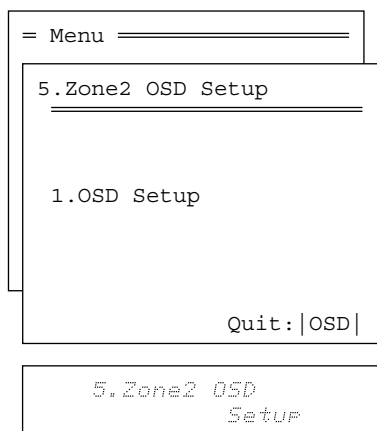 = Menu
5.Zone2 OSD Setup
1.OSD Setup
Quit:|OSD|
5.Zone2 OSD
Setup